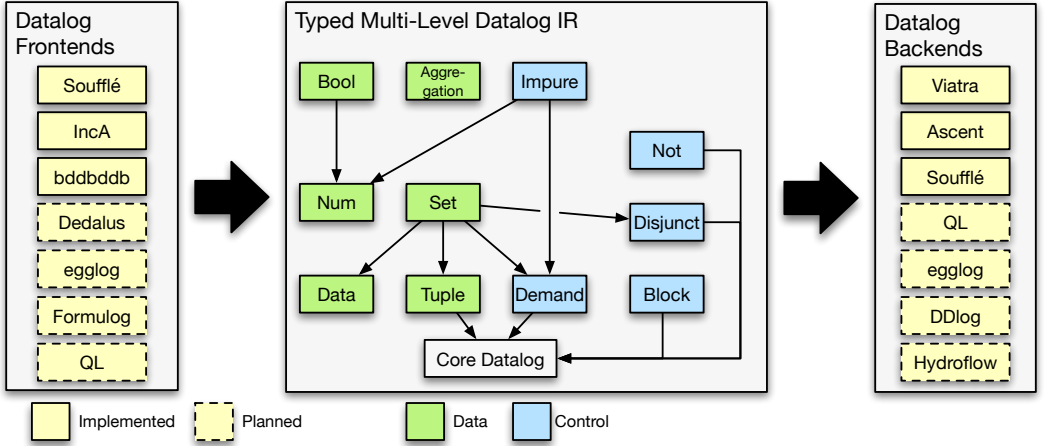 Datalog
Frontends
Soufflé
IncA
bddbddb
Dedalus
egglog
Formulog
QL
Typed Multi-Level Datalog IR
Bool
Aggre-
gation
Impure
Not
Num
Set
Disjunct
Data
Tuple
Demand
Block
Core Datalog
Datalog
Backends
Viatra
Ascent
Soufflé
QL
egglog
DDlog
Hydroflow
Implemented
Planned
Data
Control